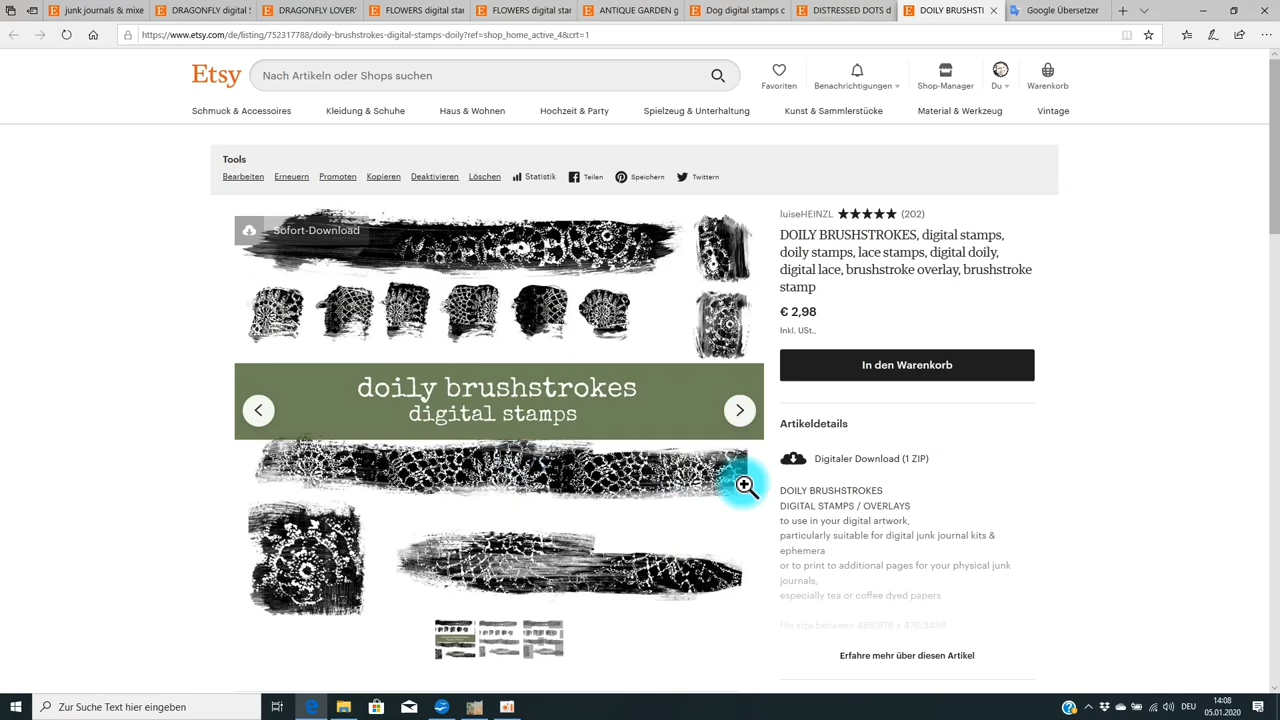 junk journals & mixe
DRAGONFLY Digital S
DRAGONFLY LOVER'
FLOWERS digital stam
FLOWERS digital stam
ANTIQUE GARDEN g
Dog digital stamps d
DISTRESSED DOTS d
DOILY BRUSHSTI
Google Übersetzer
https://www.etsy.com/de/listing/752317788/doily-brushstrokes-digital-stamps-doily?ref=shop_home_active_4&crt=1
Etsy
Nach Artikeln oder Shops suchen
Favoriten
Benachrichtigungen
Shop-Manager
Du
Warenkorb
Schmuck & Accessoires
Kleidung & Schuhe
Haus & Wohnen
Hochzeit & Party
Spielzeug & Unterhaltung
Kunst & Sammlerstücke
Material & Werkzeug
Vintage
Tools
Bearbeiten
Erneuern
Promoten
Kopieren
Deaktivieren
Löschen
Statistik
Teilen
Speichern
Twittern
Sofort-Download
doily brushstrokes
digital stamps
luiseHEINZL ★★★★★ (202)
DOILY BRUSHSTROKES, digital stamps,
doily stamps, lace stamps, digital doily,
digital lace, brushstroke overlay, brushstroke
stamp
€ 2,98
Inkl. USt..
In den Warenkorb
Artikeldetails
Digitaler Download (1 ZIP)
DOILY BRUSHSTROKES
DIGITAL STAMPS / OVERLAYS
to use in your digital artwork,
particularly suitable for digital junk journal kits &
ephemera
or to print to additional pages for your physical junk
journals,
especially tea or coffee dyed papers
file size between
Erfahre mehr über diesen Artikel
Zur Suche Text hier eingeben
DEU
14:08
05.01.2020